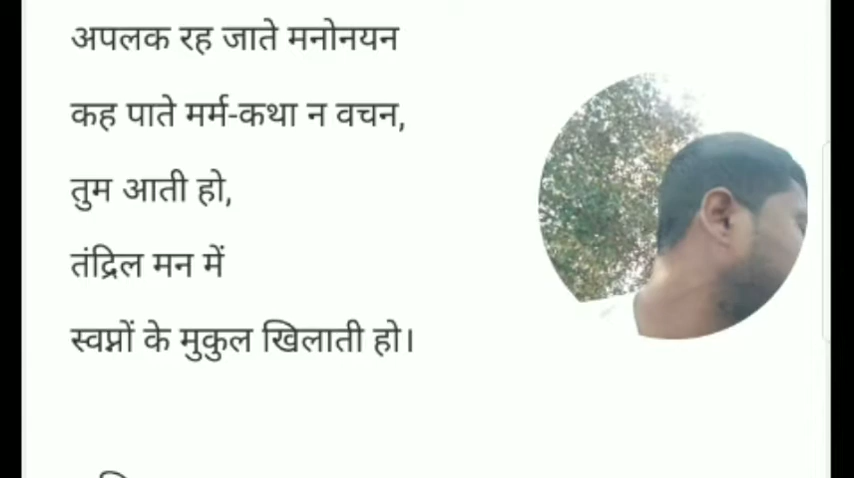 अपलक रह जाते मनोनयन
कह पाते मर्म-कथा न वचन,
तुम आती हो,
तंद्रिल मन में
स्वप्नों के मुकुल खिलाती हो।